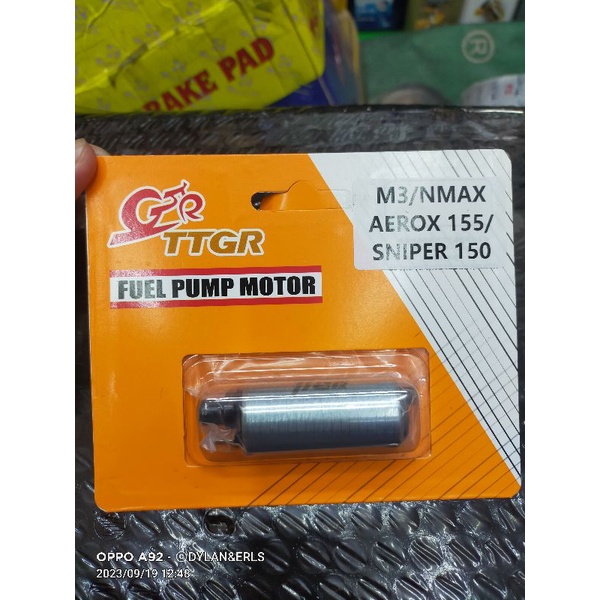 BRAKE PAD
®
M3/NMAX
AEROX 155/
SNIPER 150
TTGR
FUEL PUMP MOTOR
TTGR
OPPO A92 · ©DYLAN&ERLS
2023/09/19 12:48